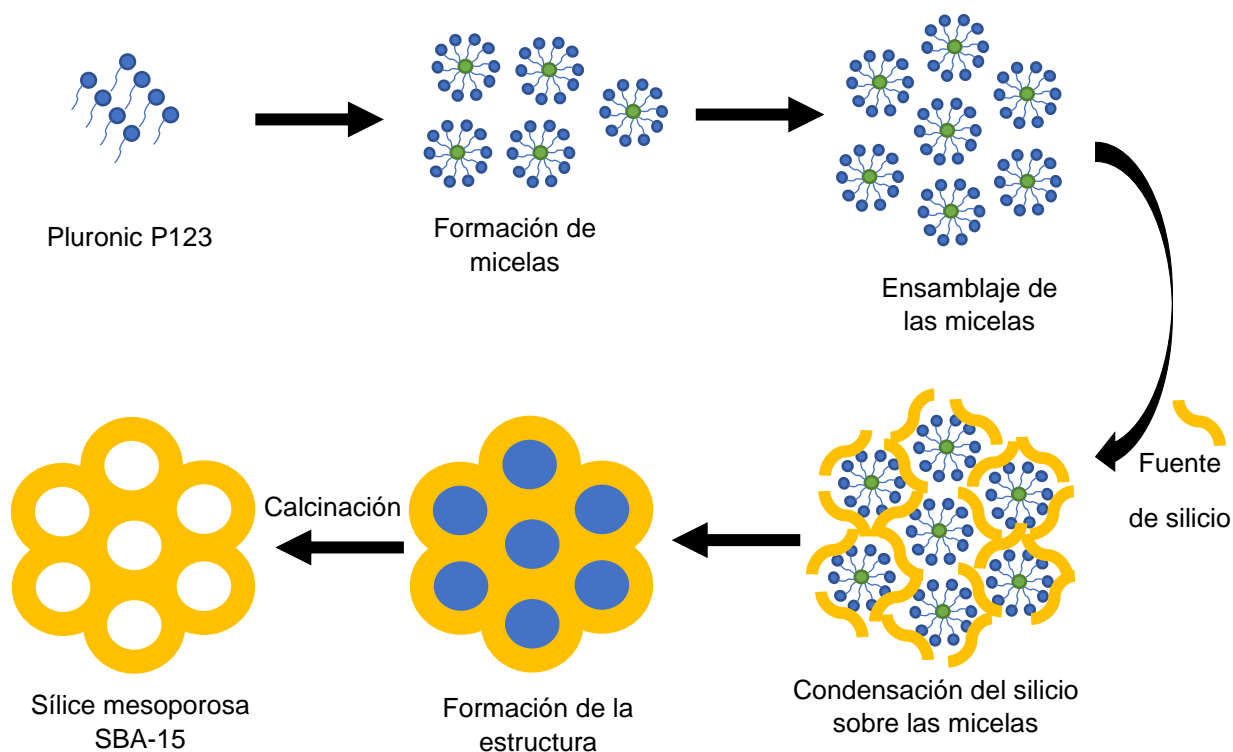 Pluronic P123
Formación de
micelas
Ensamblaje de
las micelas
Fuente
de silicio
Condensación del silicio
sobre las micelas
Formación de la
estructura
Calcinación
Sílice mesoporosa
SBA-15